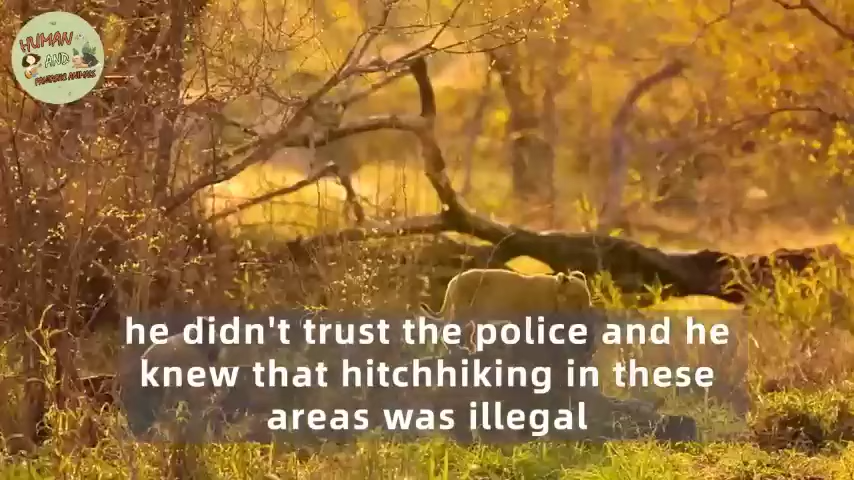 HUMAN
AND
he didn't trust the police and he
knew that hitchhiking in these
areas was illegal